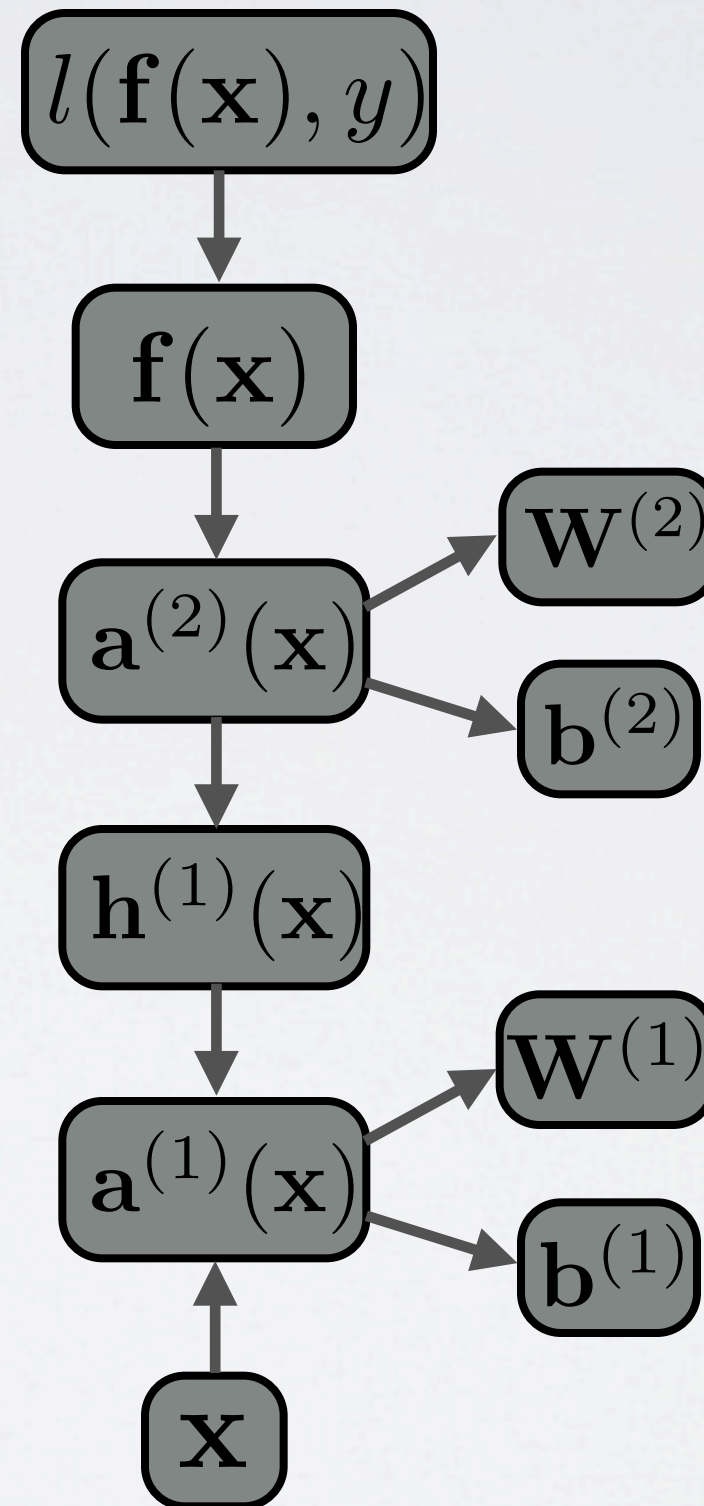 l(f(x), y)
f(x)
W^(2)
a^(2)(x)
b^(2)
h^(1)(x)
W^(1)
a^(1)(x)
b^(1)
x